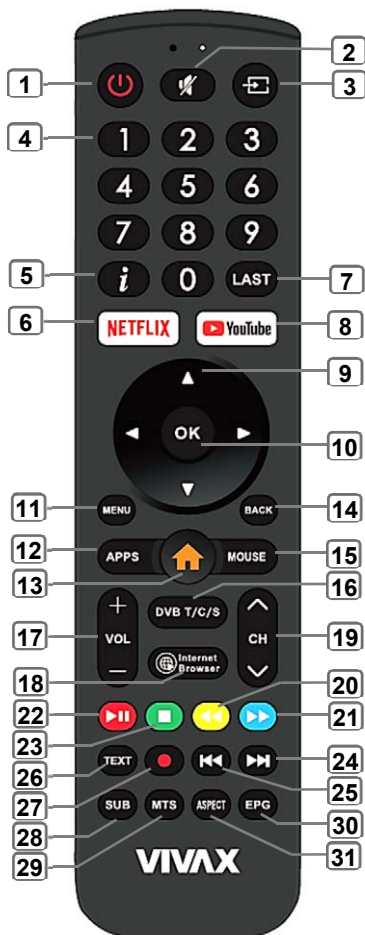 2
1
3
4
1 2 3
4 5 6
7 8 9
5
i 0 LAST
7
6
NETFLIX YouTube
8
9
OK
10
11
MENU BACK
14
12
APPS MOUSE
15
13
16
+
DVB T/C/S
17
VOL CH
19
—
18
Internet
Browser
20
22
21
23
24
26
TEXT
27
25
SUB MTS ASPECT EPG
28
30
29
31
VIVAX